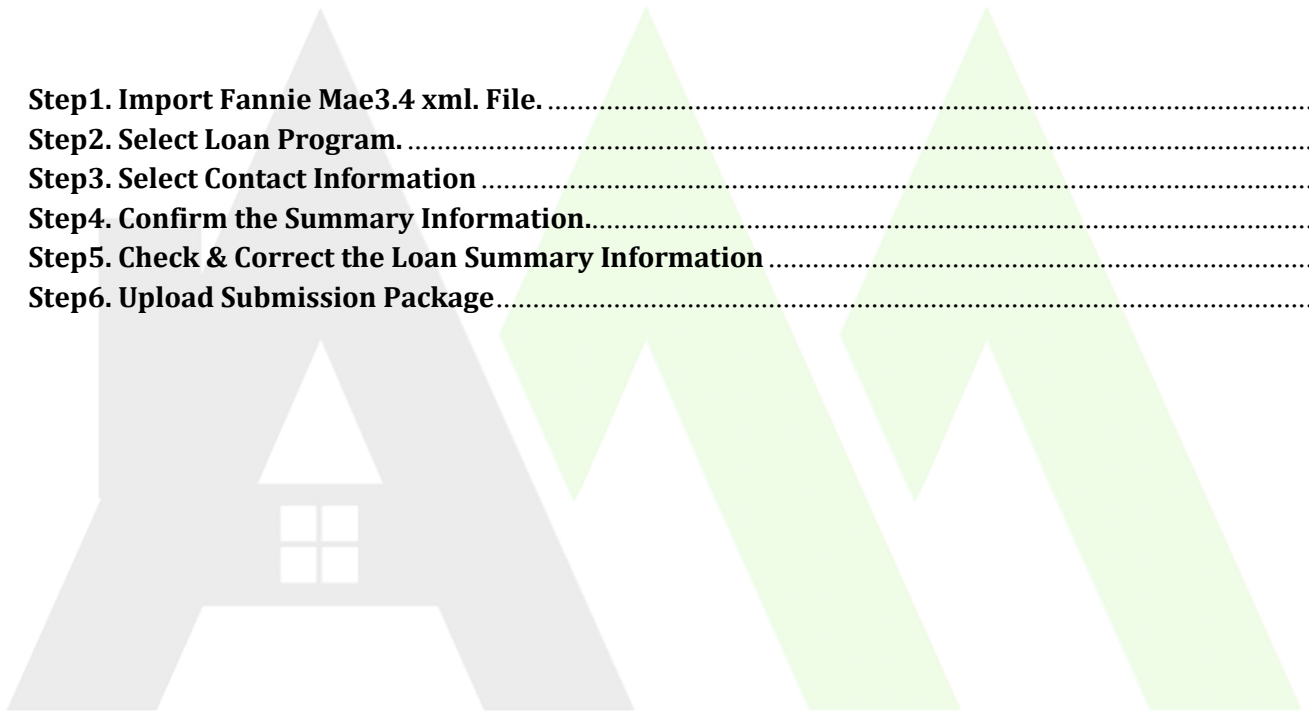 Step1. Import Fannie Mae3.4 xml. File. ........................................................................
Step2. Select Loan Program. ........................................................................
Step3. Select Contact Information ........................................................................
Step4. Confirm the Summary Information. ........................................................................
Step5. Check & Correct the Loan Summary Information ........................................................................
Step6. Upload Submission Package ........................................................................